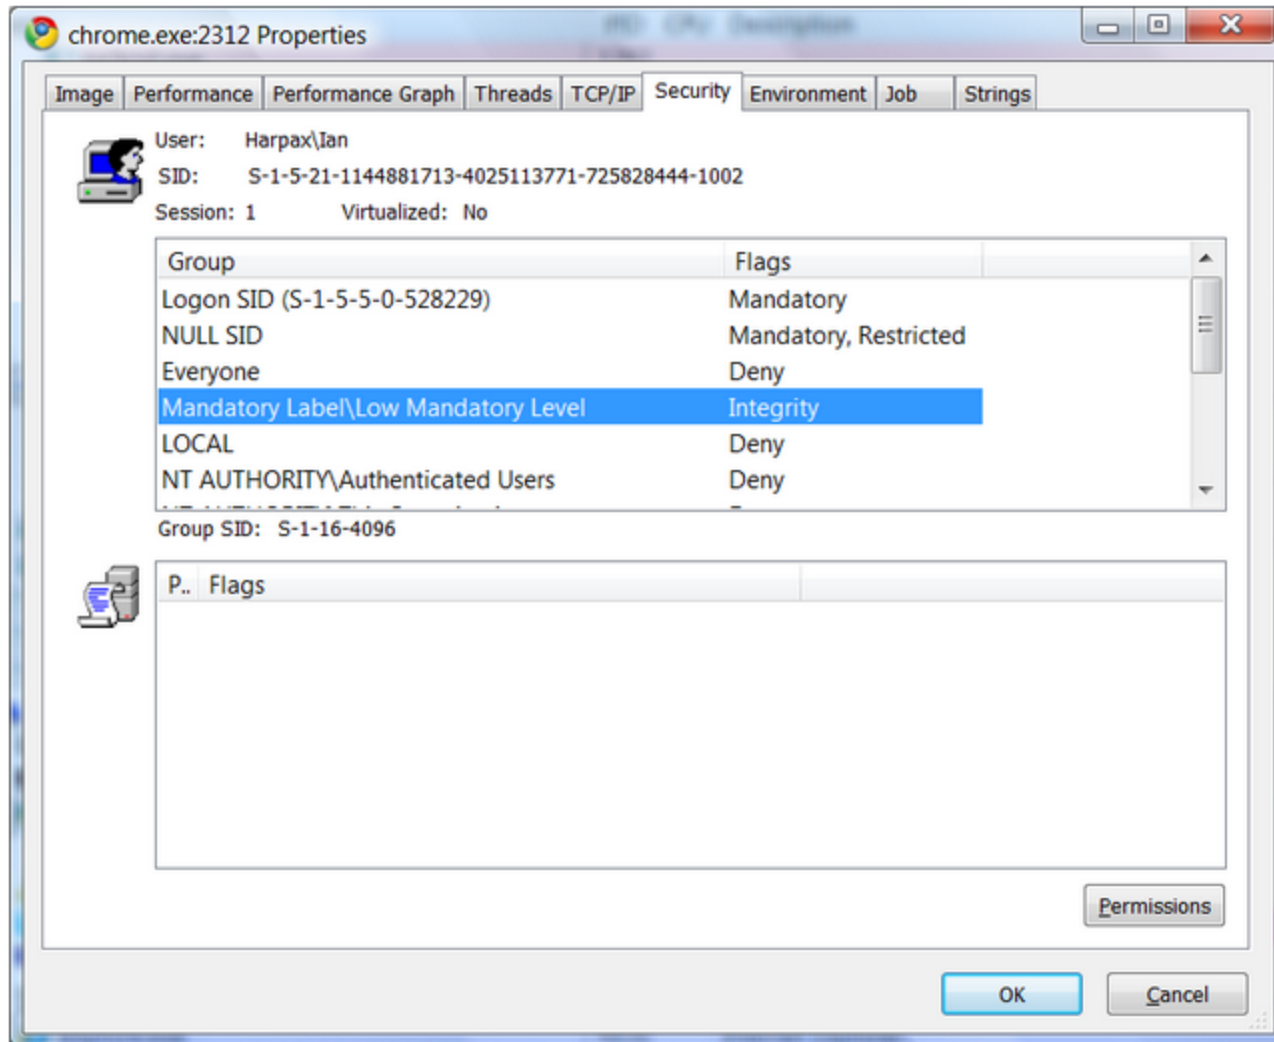 chrome.exe:2312 Properties
Image Performance Performance Graph Threads TCP/IP Security Environment Job Strings
User: Harpax\Ian
SID: S-1-5-21-1144881713-4025113771-725828444-1002
Session: 1 Virtualized: No
Group Flags
Logon SID (S-1-5-5-0-528229) Mandatory
NULL SID Mandatory, Restricted
Everyone Deny
Mandatory Label\Low Mandatory Level Integrity
LOCAL Deny
NT AUTHORITY\Authenticated Users Deny
Group SID: S-1-16-4096
P.. Flags
Permissions
OK Cancel